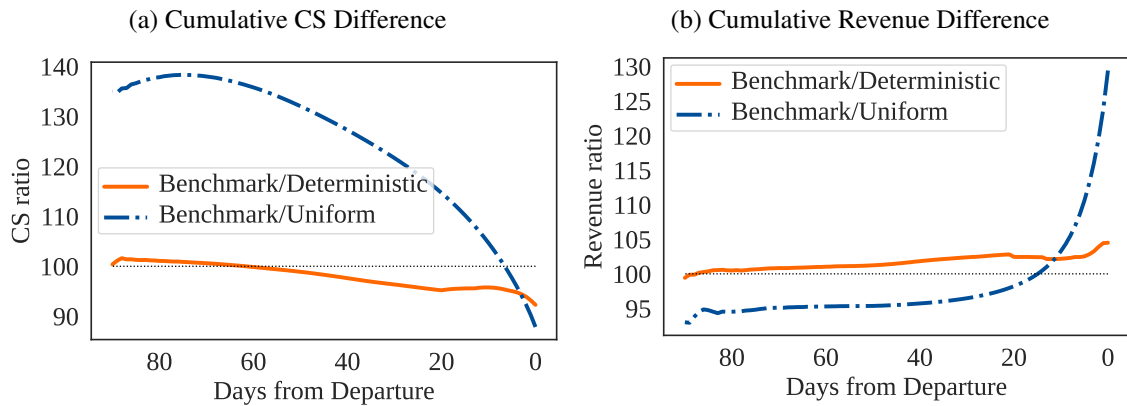 (a) Cumulative CS Difference
140
130
120
110
100
90
CS ratio
Benchmark/Deterministic
Benchmark/Uniform
80
60
40
20
0
Days from Departure
(b) Cumulative Revenue Difference
130
125
120
115
110
105
100
95
Revenue ratio
Benchmark/Deterministic
Benchmark/Uniform
80
60
40
20
0
Days from Departure